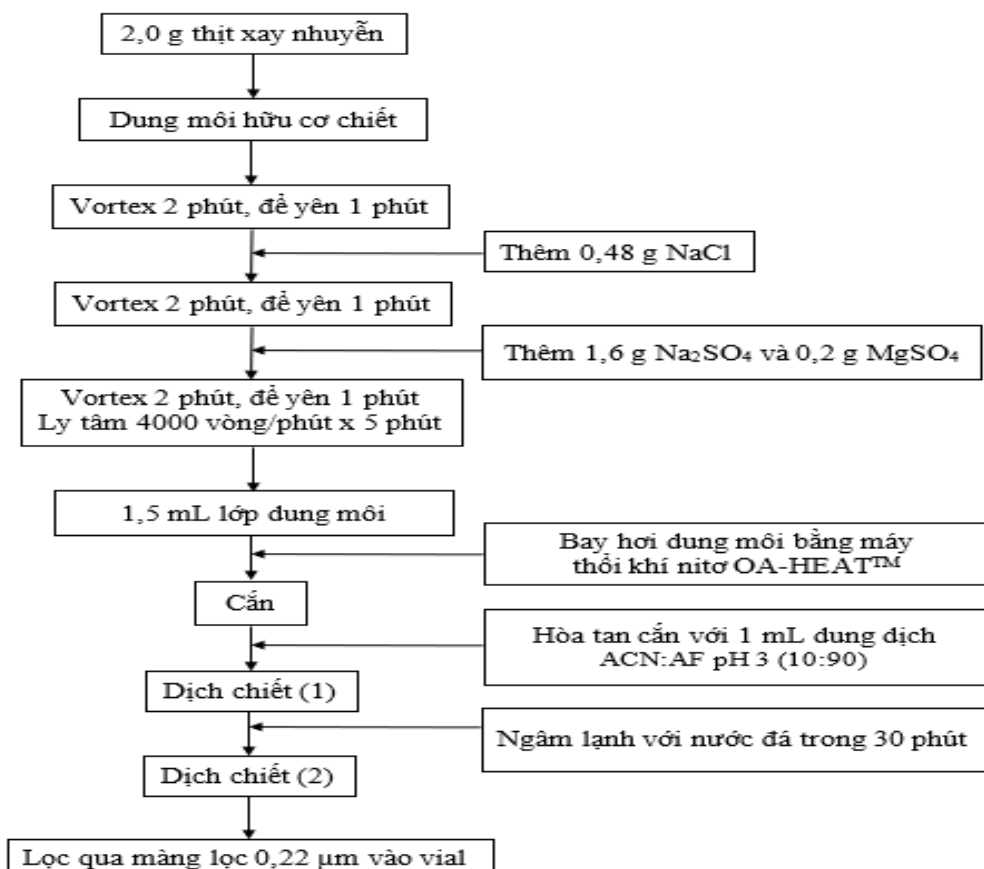 2,0 g thịt xay nhuyễn
Dung môi hữu cơ chiết
Vortex 2 phút, để yên 1 phút
Thêm 0,48 g NaCl
Vortex 2 phút, để yên 1 phút
Thêm 1,6 g Na₂SO₄ và 0,2 g MgSO₄
Vortex 2 phút, để yên 1 phút
Ly tâm 4000 vòng/phút x 5 phút
1,5 mL lớp dung môi
Bay hơi dung môi bằng máy
thổi khí nitơ OA-HEAT™
Cắn
Hòa tan cắn với 1 mL dung dịch
ACN:AF pH 3 (10:90)
Dịch chiết (1)
Ngâm lạnh với nước đá trong 30 phút
Dịch chiết (2)
Lọc qua màng lọc 0,22 µm vào vial